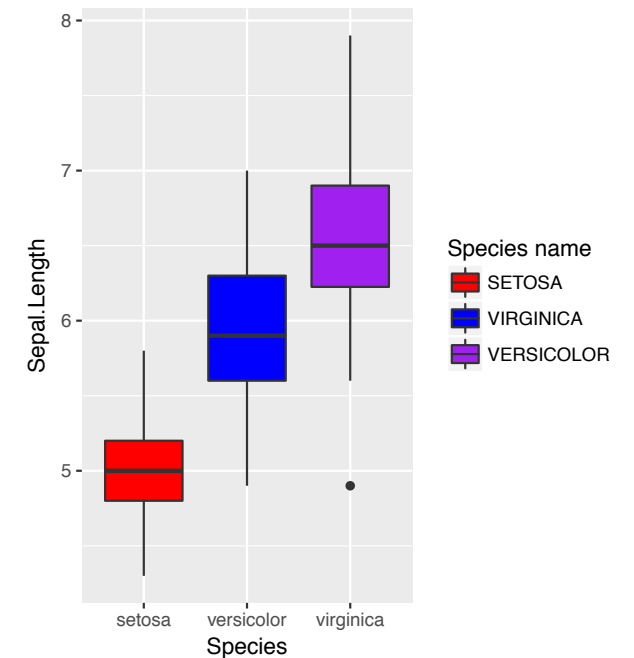 8
7
6
5
Sepal.Length
setosa versicolor virginica
Species
Species name
SETOSA
VIRGINICA
VERSICOLOR